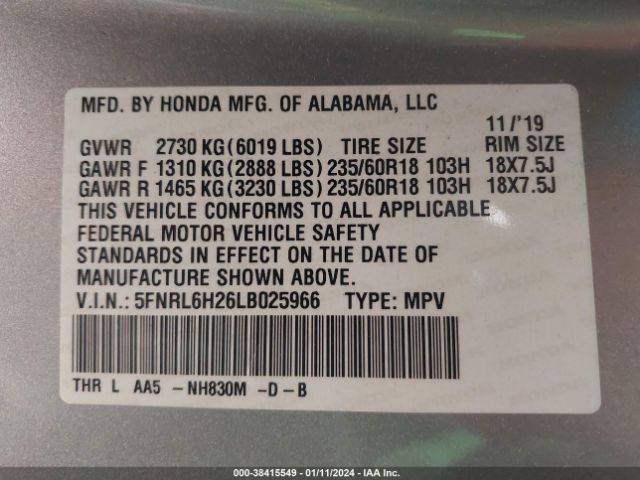 MFD. BY HONDA MFG. OF ALABAMA, LLC
11/'19
GVWR 2730 KG(6019 LBS) TIRE SIZE RIM SIZE
GAWR F 1310 KG(2888 LBS) 235/60R18 103H 18X7.5J
GAWR R 1465 KG(3230 LBS) 235/60R18 103H 18X7.5J
THIS VEHICLE CONFORMS TO ALL APPLICABLE
FEDERAL MOTOR VEHICLE SAFETY
STANDARDS IN EFFECT ON THE DATE OF
MANUFACTURE SHOWN ABOVE.
V.I.N.: 5FNRL6H26LB025966 TYPE: MPV
THR L AA5 -NH830M -D-B
000-38415549 - 01/11/2024 - IAA Inc.